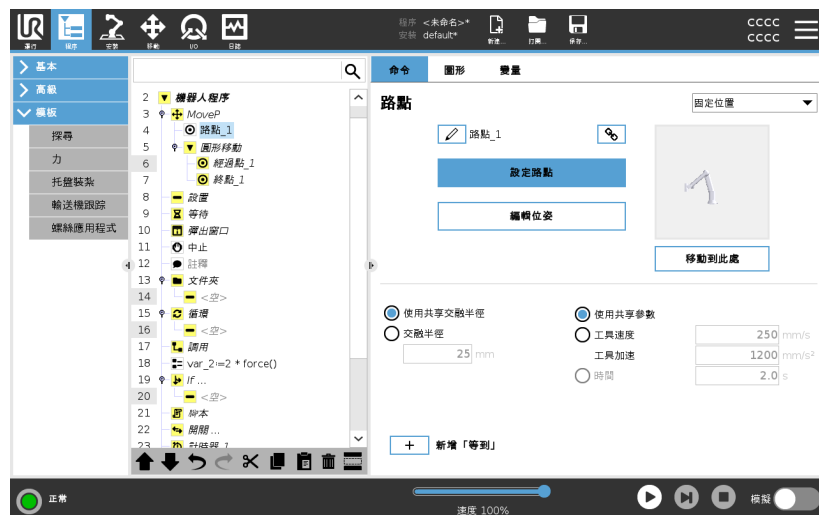 UR
運行
程序
安裝
移動
I/O
日誌
程序 <未命名>*
安裝 default*
新建...
打開...
保存...
cccc
cccc
基本
高級
模板
探尋
力
托盤裝紮
輸送機跟踪
螺絲應用程式
2 機器人程序
3 MoveP
4 路點_1
5 圓形移動
6 經過點_1
7 終點_1
8 設置
9 等待
10 彈出窗口
11 中止
12 註釋
13 文件夾
14 <空>
15 循環
16 <空>
17 調用
18 var_2:=2 * force()
19 If ...
20 <空>
21 腳本
22 開關 ...
23 計時器_1
命令
圖形
變量
路點
固定位置
路點_1
設定路點
編輯位姿
移動到此處
使用共享交融半徑
交融半徑
25 mm
使用共享參數
工具速度 250 mm/s
工具加速 1200 mm/s²
時間 2.0 s
+ 新增「等到」
正常
速度 100%
模擬